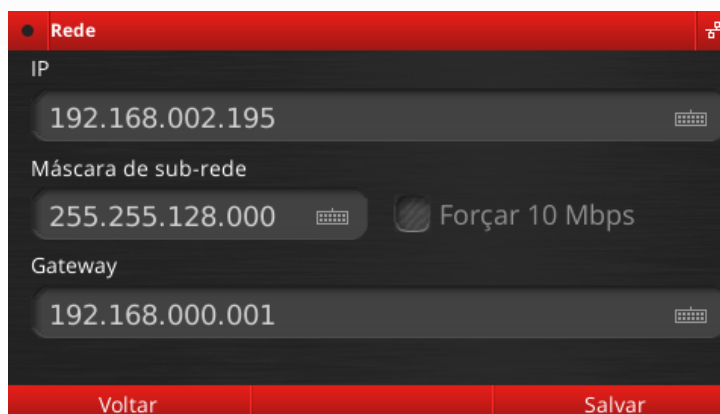 Rede
IP
192.168.002.195
Máscara de sub-rede
255.255.128.000
Forçar 10 Mbps
Gateway
192.168.000.001
Voltar
Salvar